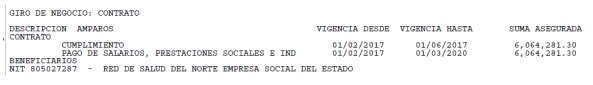 GIRO DE NEGOCIO: CONTRATO
DESCRIPCION AMPAROS VIGENCIA DESDE VIGENCIA HASTA SUMA ASEGURADA
CONTRATO
CUMPLIMIENTO 01/02/2017 01/06/2017 6,064,281.30
PAGO DE SALARIOS, PRESTACIONES SOCIALES E IND 01/02/2017 01/03/2020 6,064,281.30
BENEFICIARIOS
NIT 805027287 - RED DE SALUD DEL NORTE EMPRESA SOCIAL DEL ESTADO